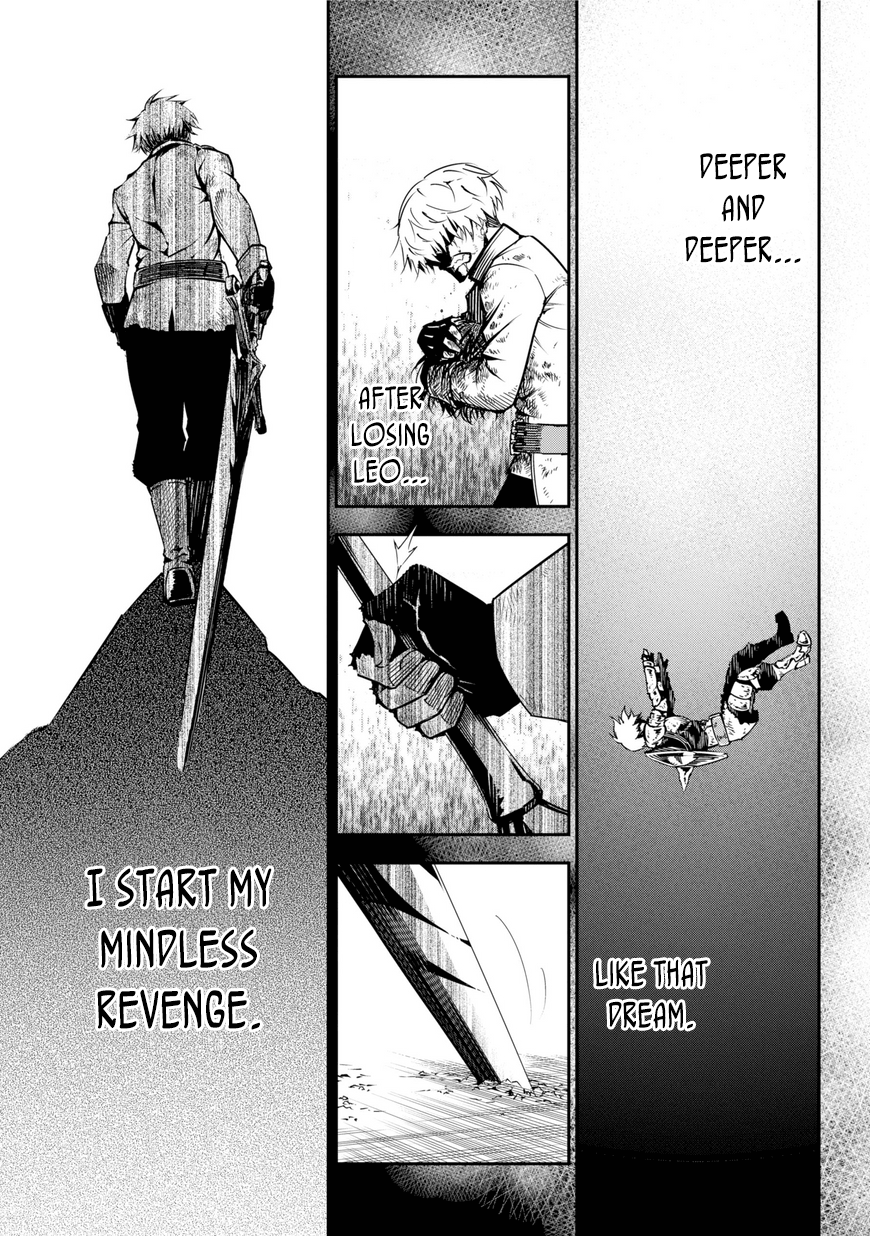 DEEPER
AND
DEEPER...
LIKE THAT
DREAM.
AFTER
LOSING
LEO...
I START MY
MINDLESS
REVENGE.